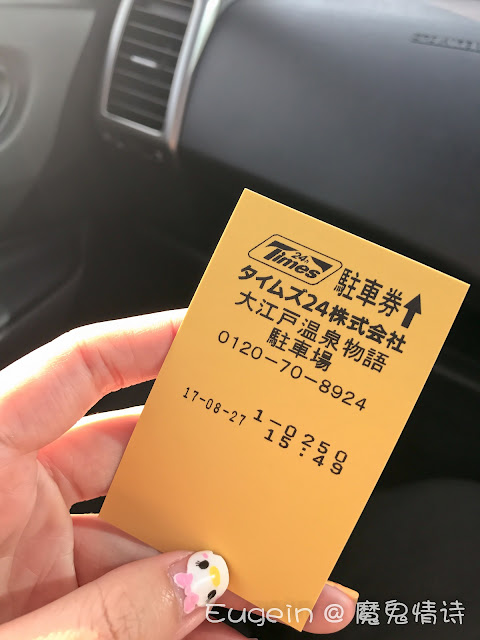 24h
Times
駐車券↑
タイムズ24株式会社
大江戸温泉物語
駐車場
0120-70-8924
17-08-27 1-0250
15:49
Eugein @ 魔鬼情诗